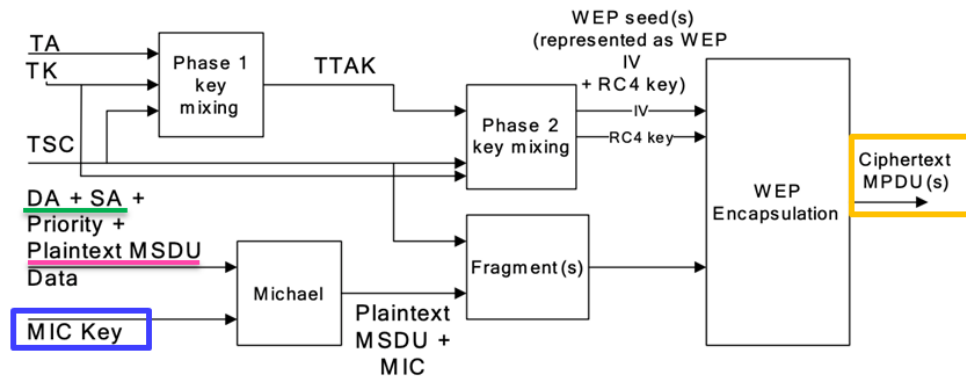 TA
TK
TSC
DA + SA +
Priority +
Plaintext MSDU
Data
MIC Key
Phase 1
key
mixing
TTAK
Michael
Plaintext
MSDU +
MIC
WEP seed(s)
(represented as WEP
IV
+ RC4 key)
IV
RC4 key
Phase 2
key mixing
Fragment(s)
WEP
Encapsulation
Ciphertext
MPDU(s)